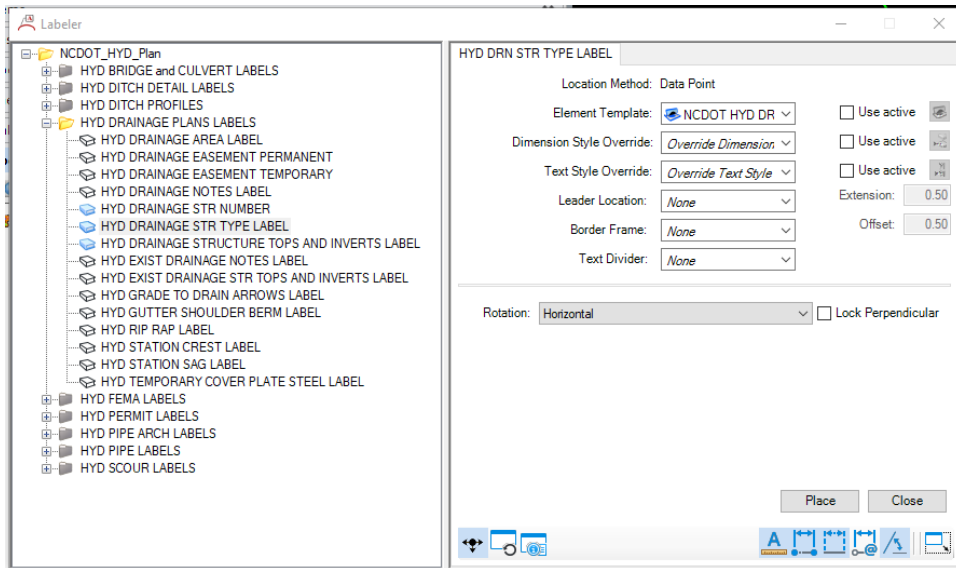 Labeler
NCDOT_HYD_Plan
HYD BRIDGE and CULVERT LABELS
HYD DITCH DETAIL LABELS
HYD DITCH PROFILES
HYD DRAINAGE PLANS LABELS
HYD DRAINAGE AREA LABEL
HYD DRAINAGE EASEMENT PERMANENT
HYD DRAINAGE EASEMENT TEMPORARY
HYD DRAINAGE NOTES LABEL
HYD DRAINAGE STR NUMBER
HYD DRAINAGE STR TYPE LABEL
HYD DRAINAGE STRUCTURE TOPS AND INVERTS LABEL
HYD EXIST DRAINAGE NOTES LABEL
HYD EXIST DRAINAGE STR TOPS AND INVERTS LABEL
HYD GRADE TO DRAIN ARROWS LABEL
HYD GUTTER SHOULDER BERM LABEL
HYD RIP RAP LABEL
HYD STATION CREST LABEL
HYD STATION SAG LABEL
HYD TEMPORARY COVER PLATE STEEL LABEL
HYD FEMA LABELS
HYD PERMIT LABELS
HYD PIPE ARCH LABELS
HYD PIPE LABELS
HYD SCOUR LABELS
HYD DRN STR TYPE LABEL
Location Method: Data Point
Element Template: NCDOT HYD DR Use active
Dimension Style Override: Override Dimension Use active
Text Style Override: Override Text Style Use active
Leader Location: None Extension: 0.50
Border Frame: None Offset: 0.50
Text Divider: None
Rotation: Horizontal Lock Perpendicular
Place Close